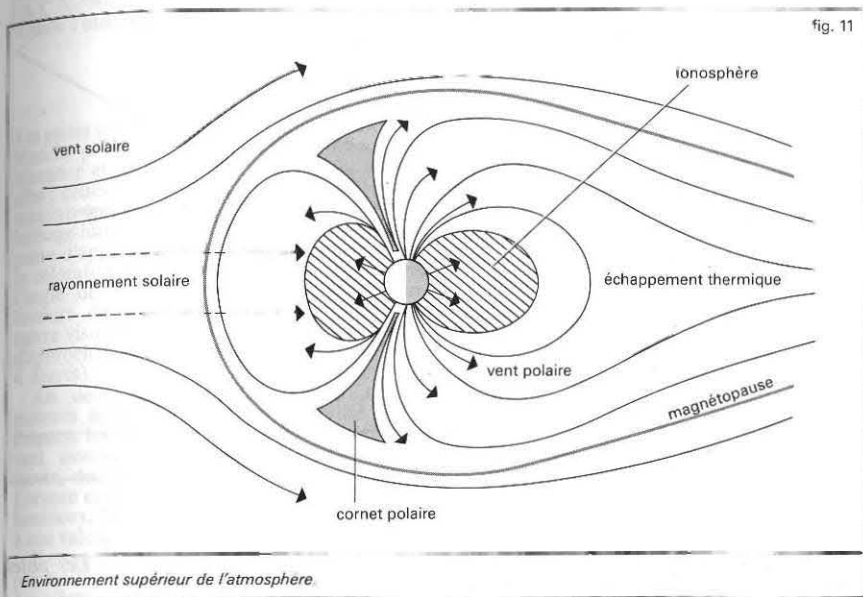 fig. 11
ionosphère
vent solaire
rayonnement solaire
échappement thermique
vent polaire
magnétopause
cornet polaire
Environnement supérieur de l'atmosphère.